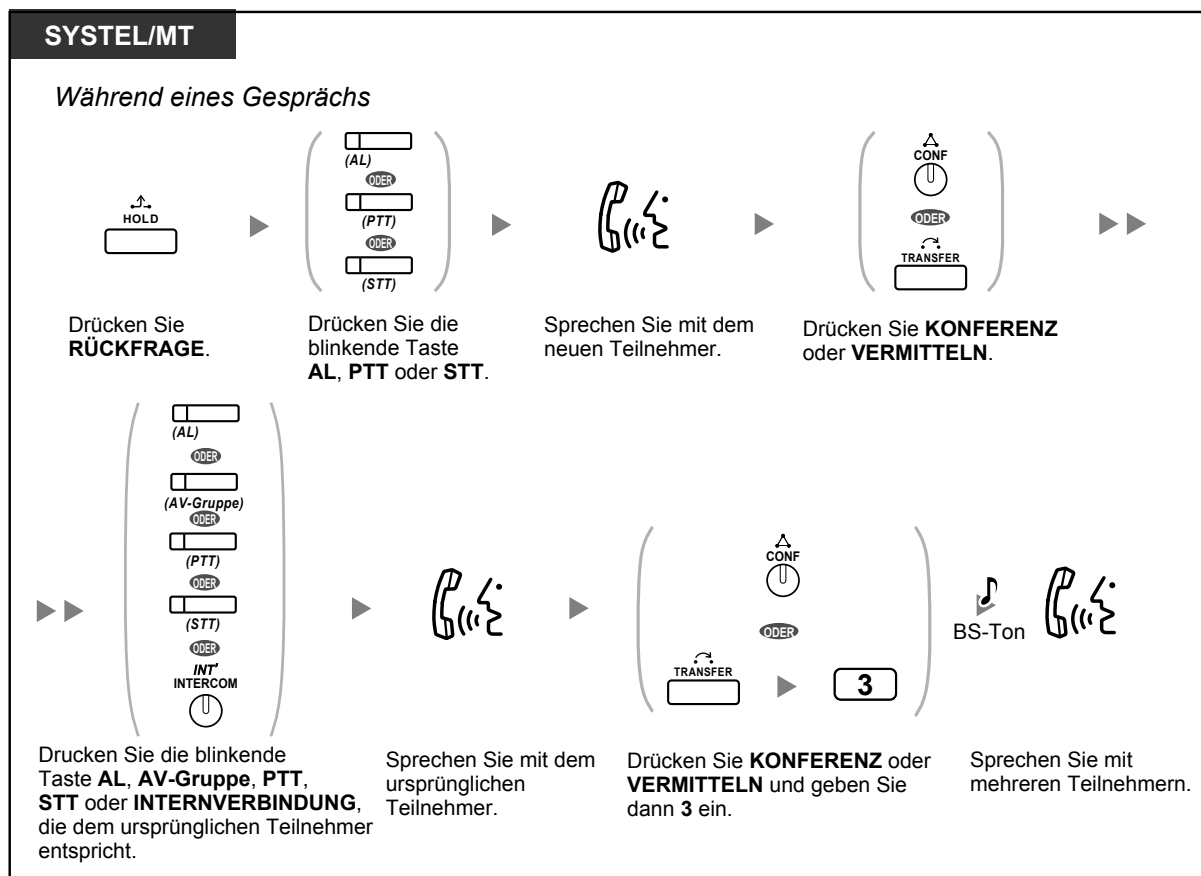 SYSTEL/MT
Während eines Gesprächs
HOLD
Drücken Sie
RÜCKFRAGE.
(AL)
ODER
(PTT)
ODER
(STT)
Drücken Sie die
blinkende Taste
AL, PTT oder STT.
Sprechen Sie mit dem
neuen Teilnehmer.
CONF
ODER
TRANSFER
Drücken Sie KONFERENZ
oder VERMITTELN.
(AL)
ODER
(AV-Gruppe)
ODER
(PTT)
ODER
(STT)
ODER
INT'
INTERCOM
Drucken Sie die blinkende
Taste AL, AV-Gruppe, PTT,
STT oder INTERNVERBINDUNG,
die dem ursprünglichen Teilnehmer
entspricht.
Sprechen Sie mit dem
ursprünglichen
Teilnehmer.
CONF
ODER
TRANSFER
3
Drücken Sie KONFERENZ oder
VERMITTELN und geben Sie
dann 3 ein.
BS-Ton
Sprechen Sie mit
mehreren Teilnehmern.